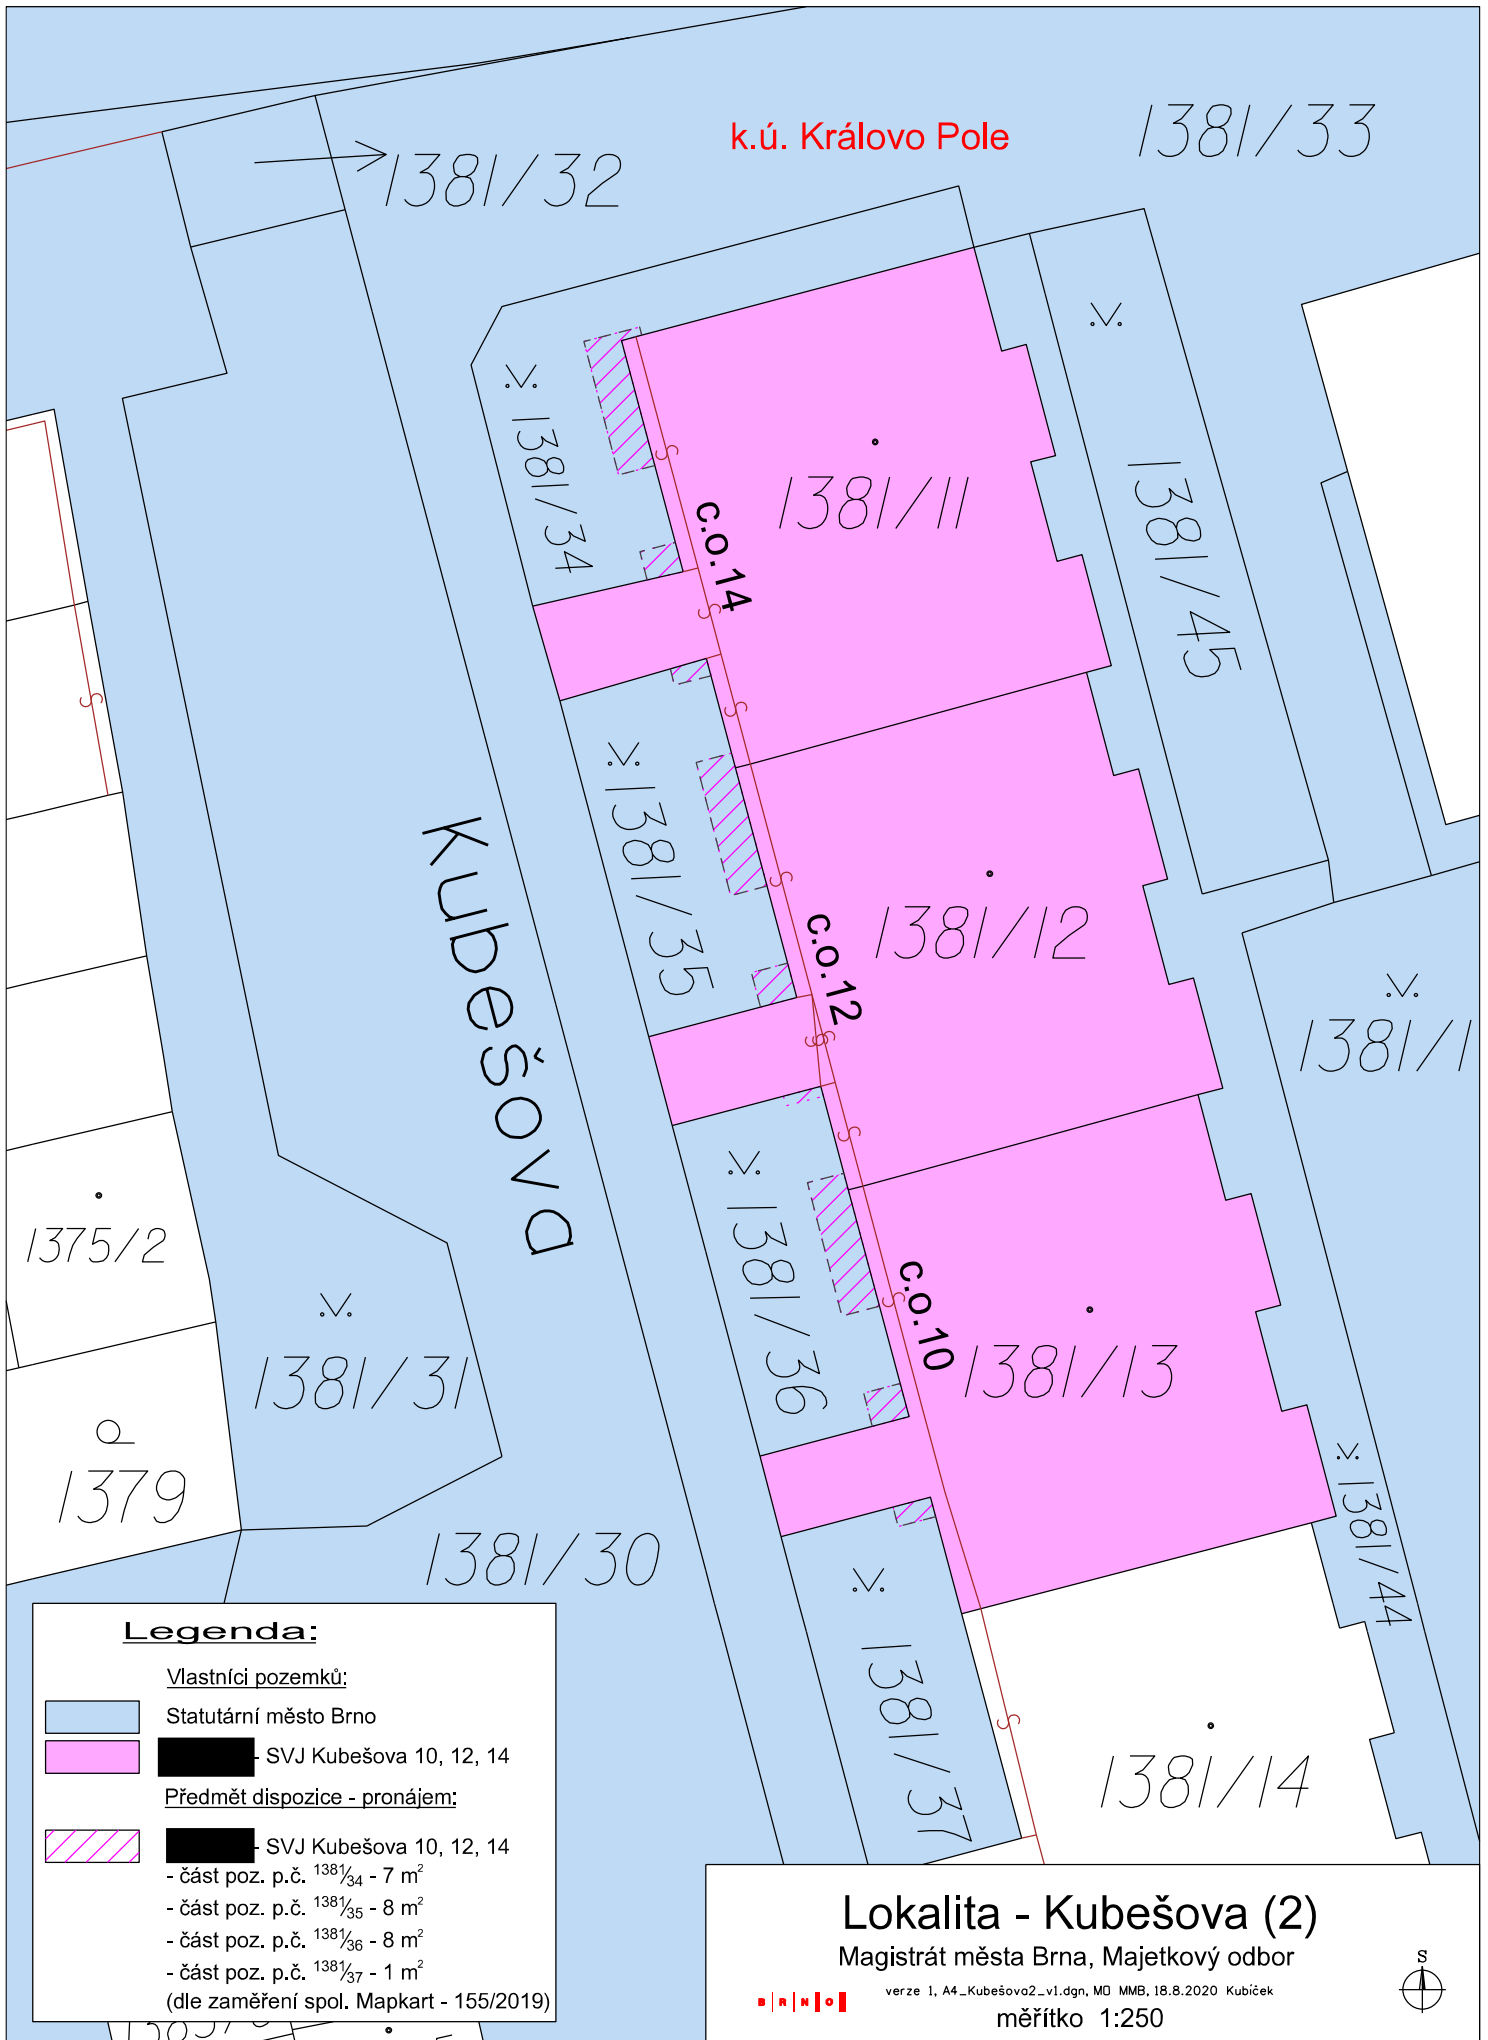 k.ú. Královo Pole
1381/33
1381/32
1381/34
1381/11
č.o.14
1381/45
1381/35
Kubešova
1381/12
č.o.12
1381/1
1375/2
1381/36
č.o.10
1381/13
1381/31
1379
1381/30
1381/44
1381/37
1381/14
S
S
S
S
S
S
S
S
S
Legenda:
Vlastníci pozemků:
Statutární město Brno
- SVJ Kubešova 10, 12, 14
Předmět dispozice - pronájem:
- SVJ Kubešova 10, 12, 14
- část poz. p.č. 1381/34 - 7 m²
- část poz. p.č. 1381/35 - 8 m²
- část poz. p.č. 1381/36 - 8 m²
- část poz. p.č. 1381/37 - 1 m²
(dle zaměření spol. Mapkart - 155/2019)
Lokalita - Kubešova (2)
Magistrát města Brna, Majetkový odbor
verze 1, A4_Kubešova2_v1.dgn, MO MMB, 18.8.2020 Kubíček
měřítko 1:250
B R N O
S